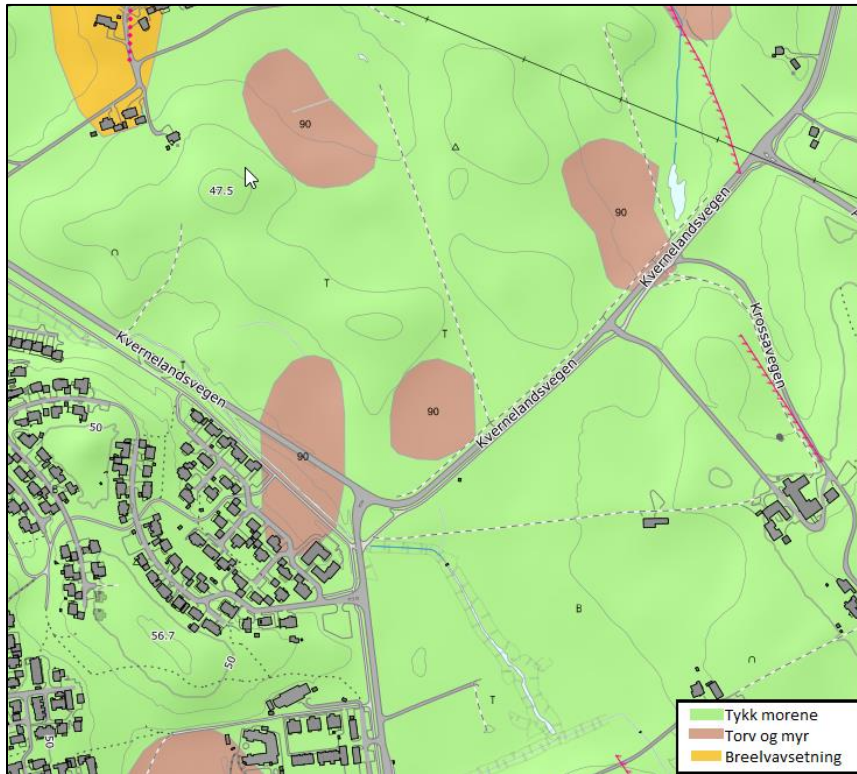 90
47.5
90
Kvernelandsvegen
T
Krossavegen
T
Kvernelandsvegen
T
Kvernelandsvegen
50
90
90
B
B
56.7
50
T
50
Tykk morene
Torv og myr
Breelvavsetning